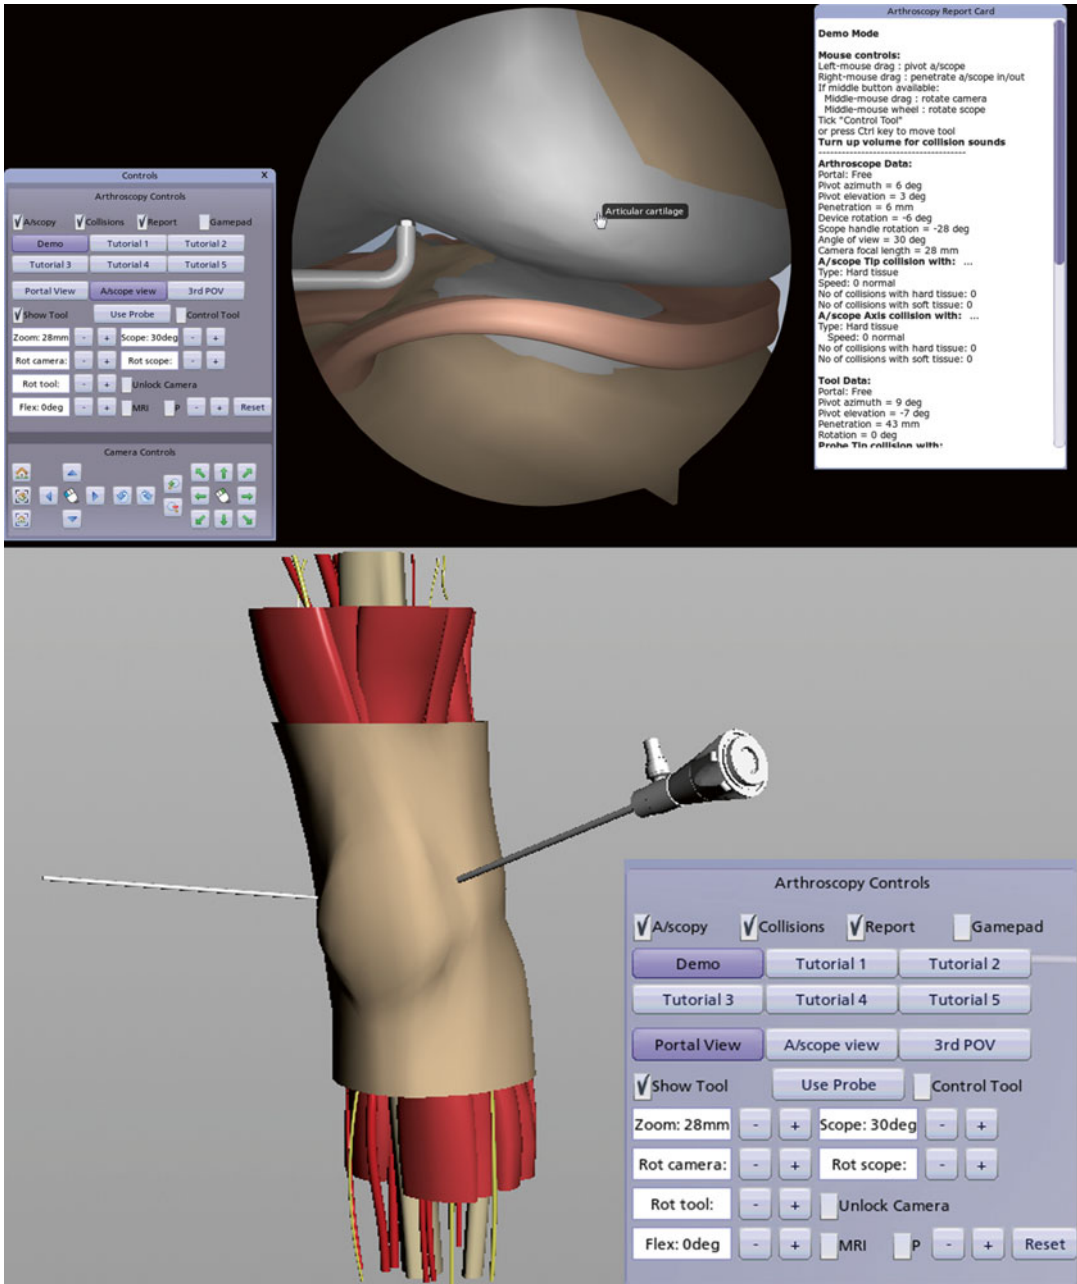 Controls X
Arthroscopy Controls
A/scopy Collisions Report Gamepad
Demo Tutorial 1 Tutorial 2
Tutorial 3 Tutorial 4 Tutorial 5
Portal View A/scope view 3rd POV
Show Tool Use Probe Control Tool
Zoom: 28mm - + Scope: 30deg - +
Rot camera: - + Rot scope: - +
Rot tool: - + Unlock Camera
Flex: 0deg - + MRI P - + Reset
Camera Controls
Articular cartilage
Arthroscopy Report Card
Demo Mode
Mouse controls:
Left-mouse drag : pivot a/scope
Right-mouse drag : penetrate a/scope in/out
If middle button available:
Middle-mouse drag : rotate camera
Middle-mouse wheel : rotate scope
Tick "Control Tool"
or press Ctrl key to move tool
Turn up volume for collision sounds
----------------------------------------
Arthroscope Data:
Portal: Free
Pivot azimuth = 6 deg
Pivot elevation = 3 deg
Penetration = 6 mm
Device rotation = -6 deg
Scope handle rotation = -28 deg
Angle of view = 30 deg
Camera focal length = 28 mm
A/scope Tip collision with: ...
Type: Hard tissue
Speed: 0 normal
No of collisions with hard tissue: 0
No of collisions with soft tissue: 0
A/scope Axis collision with: ...
Type: Hard tissue
Speed: 0 normal
No of collisions with hard tissue: 0
No of collisions with soft tissue: 0
Tool Data:
Portal: Free
Pivot azimuth = 9 deg
Pivot elevation = -7 deg
Penetration = 43 mm
Rotation = 0 deg
Probe Tip collision with:
Arthroscopy Controls
A/scopy Collisions Report Gamepad
Demo Tutorial 1 Tutorial 2
Tutorial 3 Tutorial 4 Tutorial 5
Portal View A/scope view 3rd POV
Show Tool Use Probe Control Tool
Zoom: 28mm - + Scope: 30deg - +
Rot camera: - + Rot scope: - +
Rot tool: - + Unlock Camera
Flex: 0deg - + MRI P - + Reset